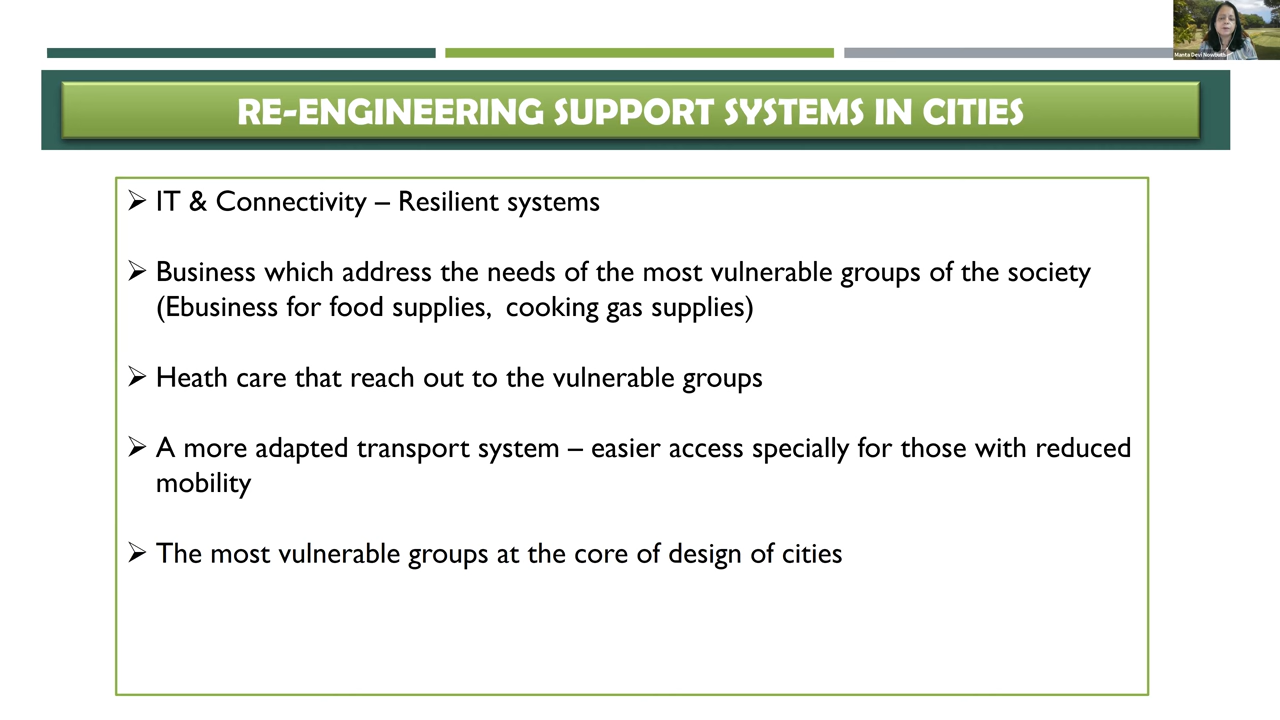 Manta Devi Nowbuth
RE-ENGINEERING SUPPORT SYSTEMS IN CITIES
➢ IT & Connectivity – Resilient systems
➢ Business which address the needs of the most vulnerable groups of the society
(Ebusiness for food supplies, cooking gas supplies)
➢ Heath care that reach out to the vulnerable groups
➢ A more adapted transport system – easier access specially for those with reduced
mobility
➢ The most vulnerable groups at the core of design of cities